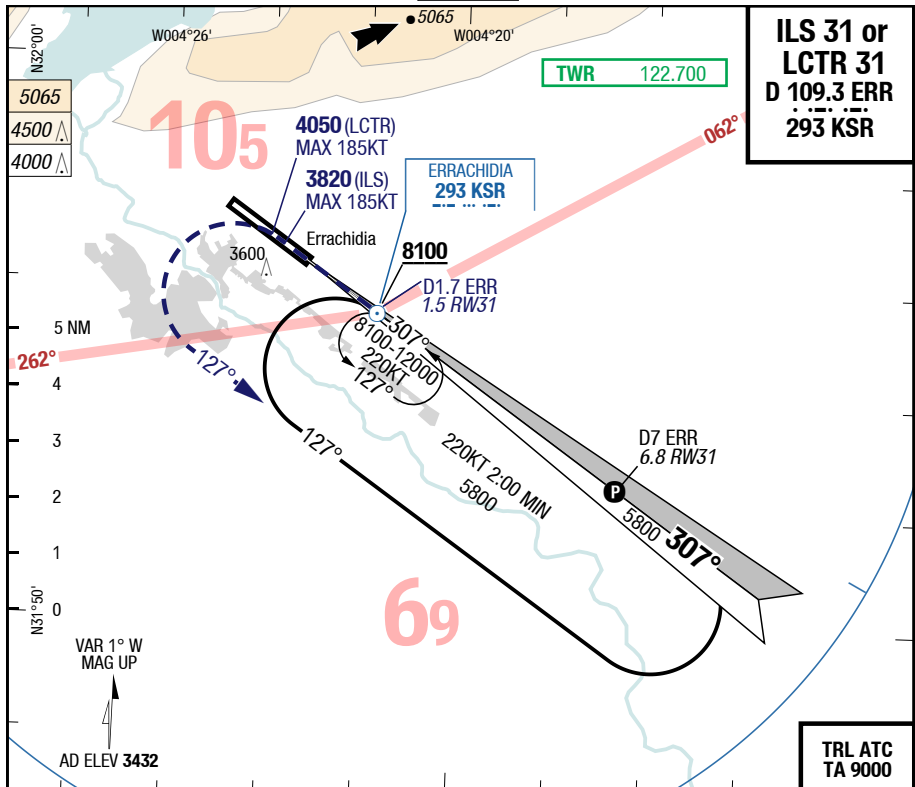 5065
W004°26'
W004°20'
N32°00'
ILS 31 or
LCTR 31
D 109.3 ERR
293 KSR
TWR 122.700
5065
4500
4000
105
062°
4050 (LCTR)
MAX 185KT
3820 (ILS)
MAX 185KT
ERRACHIDIA
293 KSR
Errachidia
3600
8100
D1.7 ERR
1.5 RW31
5 NM
4
3
2
1
0
262°
127°
307°
8100-12000
220KT
127°
127°
220KT 2:00 MIN
5800
D7 ERR
6.8 RW31
P
5800 307°
69
N31°50'
VAR 1° W
MAG UP
AD ELEV 3432
TRL ATC
TA 9000